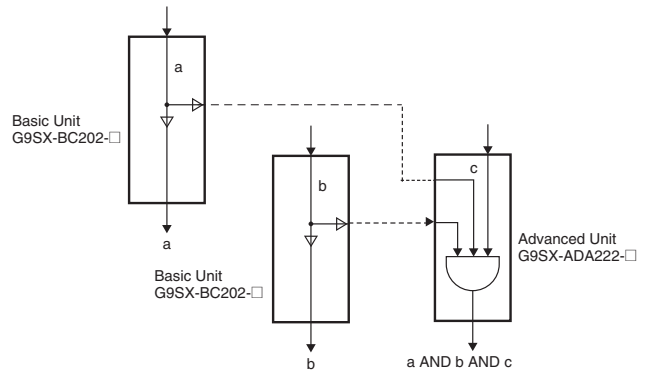 a
Basic Unit
G9SX-BC202-□
a
b
c
Basic Unit
G9SX-BC202-□
Advanced Unit
G9SX-ADA222-□
b
a AND b AND c